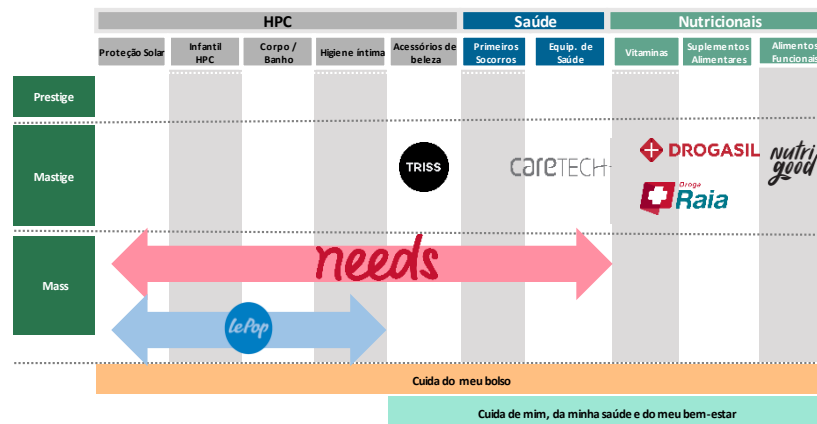 HPC
Saúde
Nutricionais
Proteção Solar
Infantil
HPC
Corpo /
Banho
Higiene íntima
Acessórios de
beleza
Primeiros
Socorros
Equip. de
Saúde
Vitaminas
Suplementos
Alimentares
Alimentos
Funcionais
Prestige
Mastige
TRISS
caretech
DROGASIL
Droga
Raia
nutri
good
Mass
needs
lepop
Cuida do meu bolso
Cuida de mim, da minha saúde e do meu bem-estar